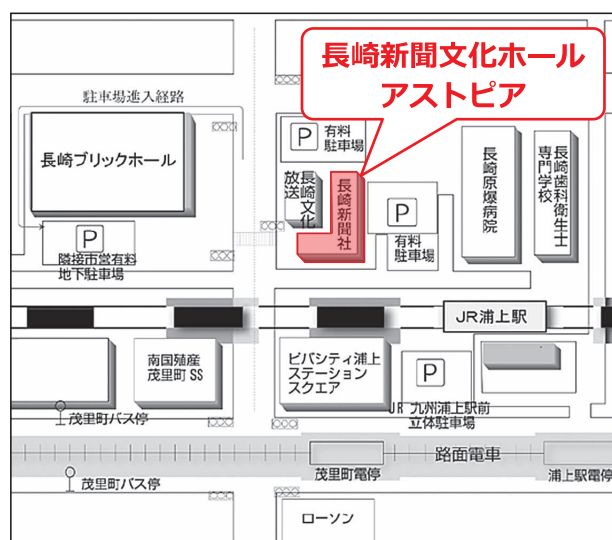 長崎新聞文化ホール
アストピア
駐車場進入経路
長崎ブリックホール
P
有料
駐車場
長崎文化
放送
長崎新聞社
P
有料
駐車場
長崎原爆病院
長崎歯科衛生士
専門学校
P
隣接市営有料
地下駐車場
JR浦上駅
南国殖産
茂里町SS
ビバシティ浦上
ステーション
スクエア
P
JR 九州浦上駅前
立体駐車場
茂里町バス停
路面電車
茂里町電停
浦上駅電停
茂里町バス停
ローソン